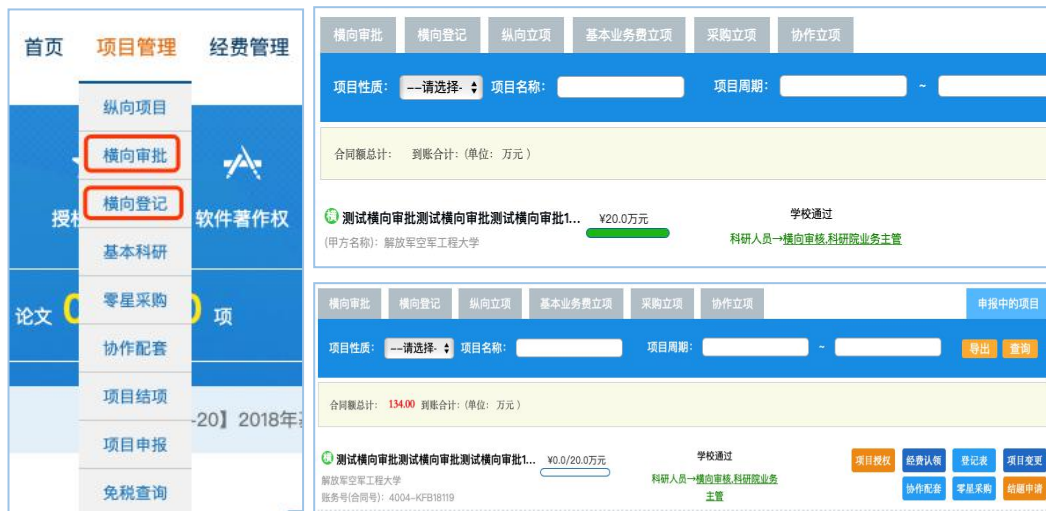 首页 项目管理 经费管理
纵向项目
横向审批
横向登记
授权 软件著作权
基本科研
零星采购
论文 0 0 项
协作配套
项目结项
-20】2018年
项目申报
免税查询
横向审批 横向登记 纵向立项 基本业务费立项 采购立项 协作立项
项目性质: --请选择- 项目名称: 项目周期: ~
合同额总计: 到账合计: (单位: 万元 )
横 测试横向审批测试横向审批测试横向审批1... ¥20.0万元 学校通过
(甲方名称): 解放军空军工程大学 科研人员→横向审核,科研院业务主管
横向审批 横向登记 纵向立项 基本业务费立项 采购立项 协作立项 申报中的项目
项目性质: --请选择- 项目名称: 项目周期: ~ 导出 查询
合同额总计: 134.00 到账合计: (单位: 万元 )
横 测试横向审批测试横向审批测试横向审批1... ¥0.0/20.0万元 学校通过 项目授权 经费认领 登记表 项目变更
解放军空军工程大学 科研人员→横向审核,科研院业务
主管
账务号(合同号): 4004-KFB18119 协作配套 零星采购 结题申请